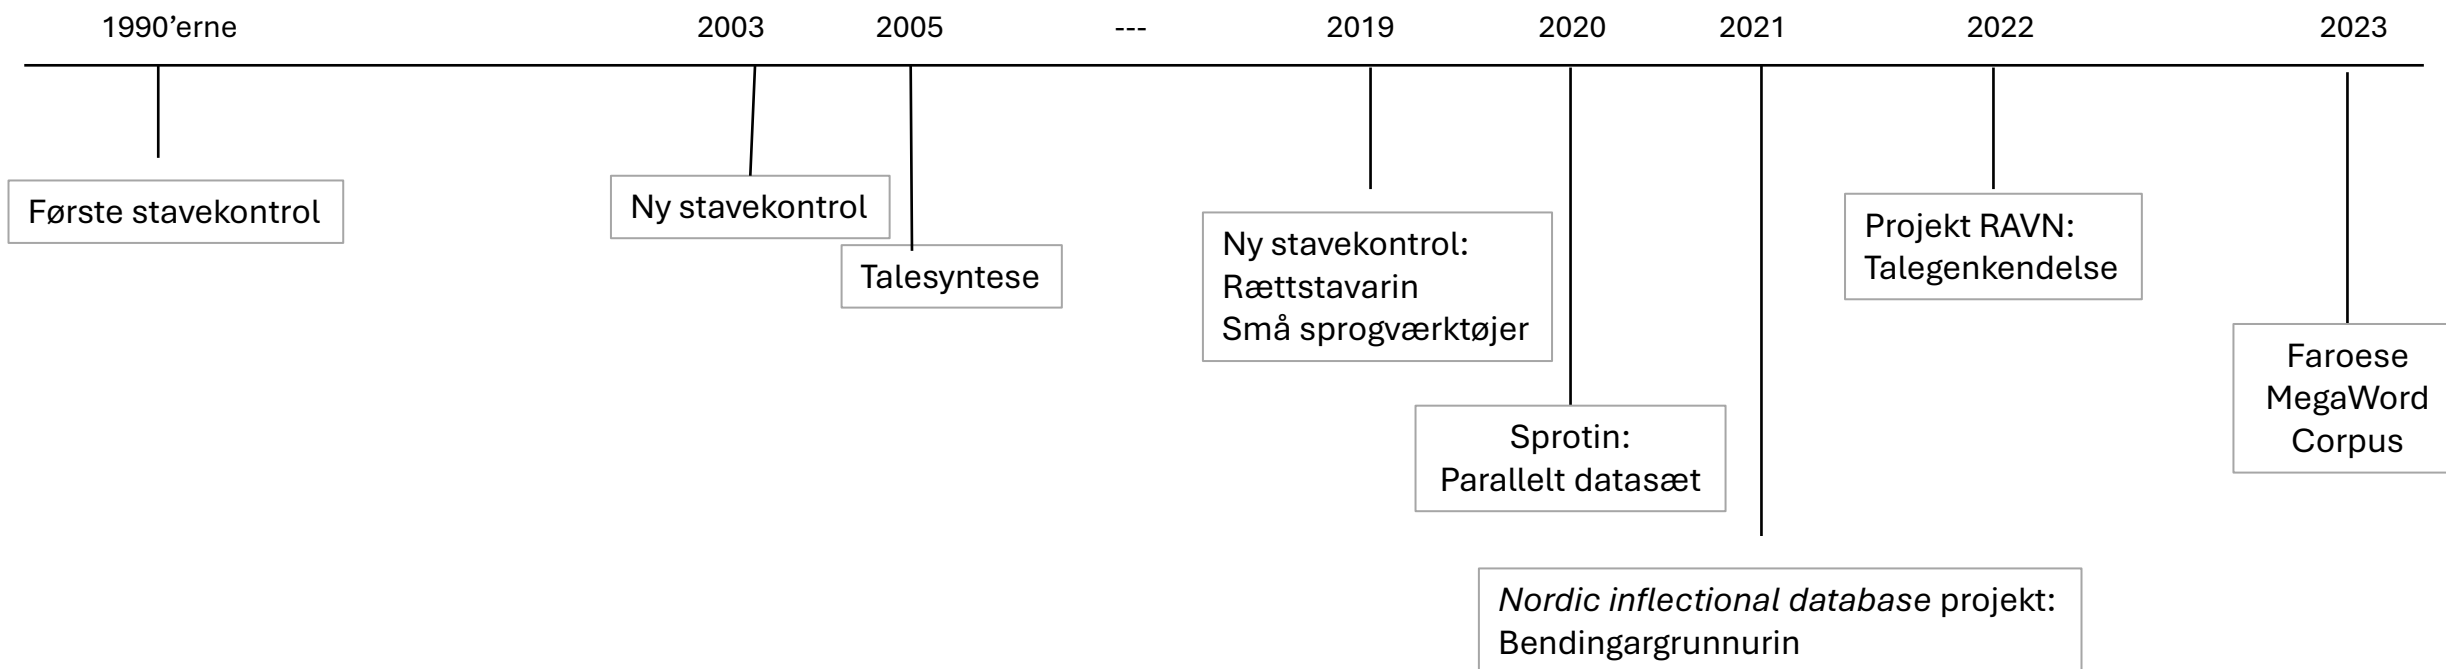 1990’erne
2003
2005
---
2019
2020
2021
2022
2023
Første stavekontrol
Ny stavekontrol
Talesyntese
Ny stavekontrol:
Rættstavarin
Små sprogværktøjer
Sprotin:
Parallelt datasæt
Nordic inflectional database projekt:
Bendingargrunnurin
Projekt RAVN:
Talegenkendelse
Faroese
MegaWord
Corpus